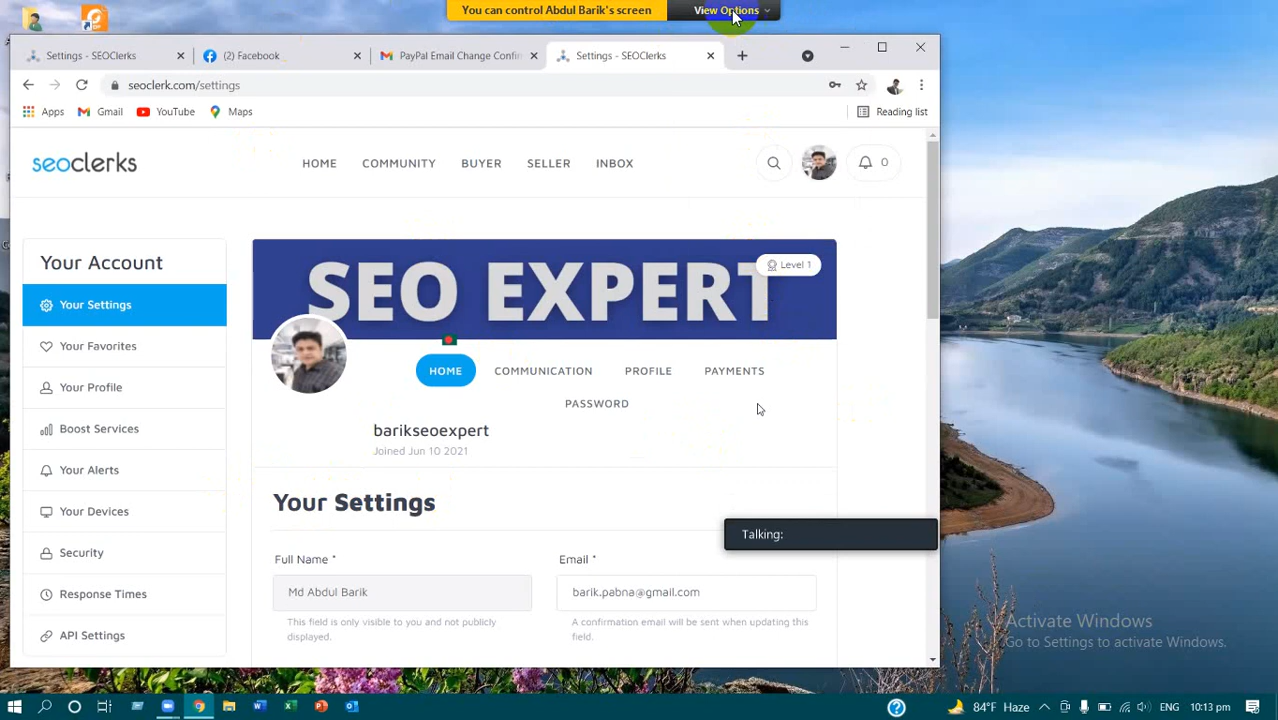 You can control Abdul Barik's screen
View Options
Settings - SEOClerks
(2) Facebook
PayPal Email Change Confi
Settings - SEOClerks
seoclerk.com/settings
Apps
Gmail
YouTube
Maps
Reading list
seoclerks
HOME
COMMUNITY
BUYER
SELLER
INBOX
0
Your Account
Your Settings
Your Favorites
Your Profile
Boost Services
Your Alerts
Your Devices
Security
Response Times
API Settings
SEO EXPERT
Level 1
HOME
COMMUNICATION
PROFILE
PAYMENTS
PASSWORD
barikseoexpert
Joined Jun 10 2021
Your Settings
Talking:
Full Name *
Email *
Md Abdul Barik
barik.pabna@gmail.com
This field is only visible to you and not publicly
displayed.
A confirmation email will be sent when updating this
field.
Activate Windows
Go to Settings to activate Windows.
84°F Haze
ENG
10:13 pm